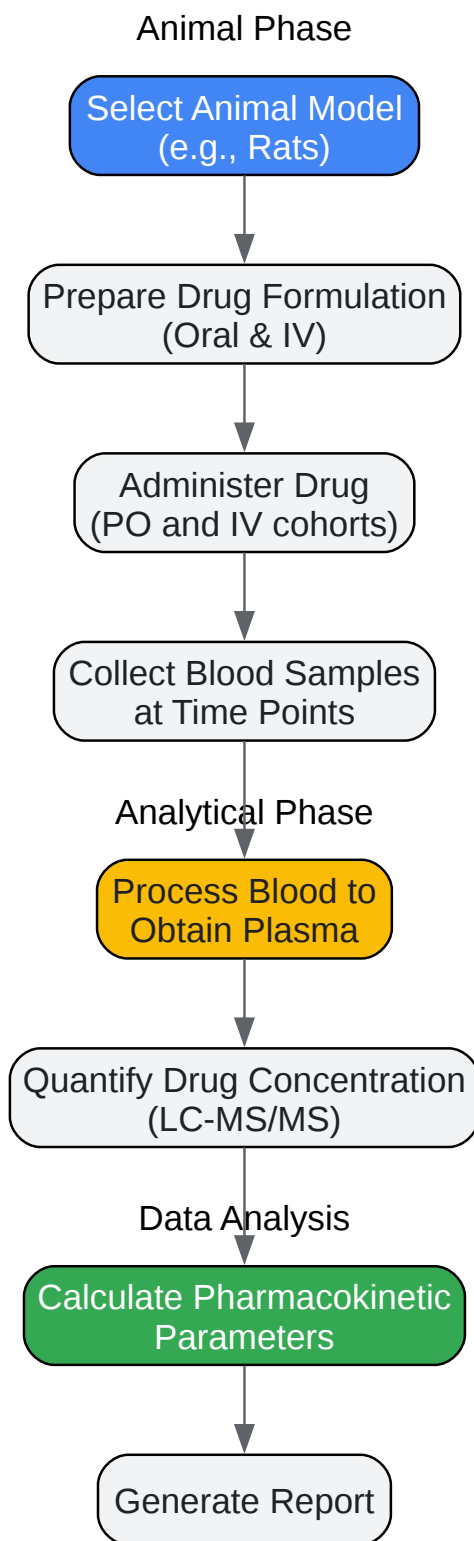 Animal Phase
Select Animal Model
(e.g., Rats)
Prepare Drug Formulation
(Oral & IV)
Administer Drug
(PO and IV cohorts)
Collect Blood Samples
at Time Points
Analytical Phase
Process Blood to
Obtain Plasma
Quantify Drug Concentration
(LC-MS/MS)
Data Analysis
Calculate Pharmacokinetic
Parameters
Generate Report